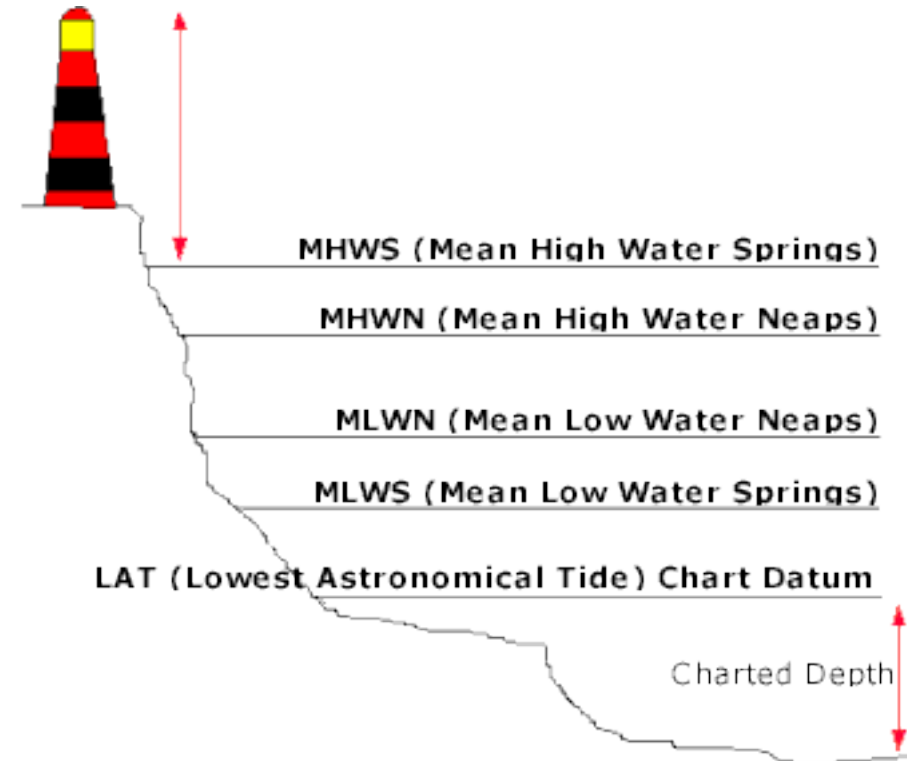 MHWS (Mean High Water Springs)
MHWN (Mean High Water Neaps)
MLWN (Mean Low Water Neaps)
MLWS (Mean Low Water Springs)
LAT (Lowest Astronomical Tide) Chart Datum
Charted Depth